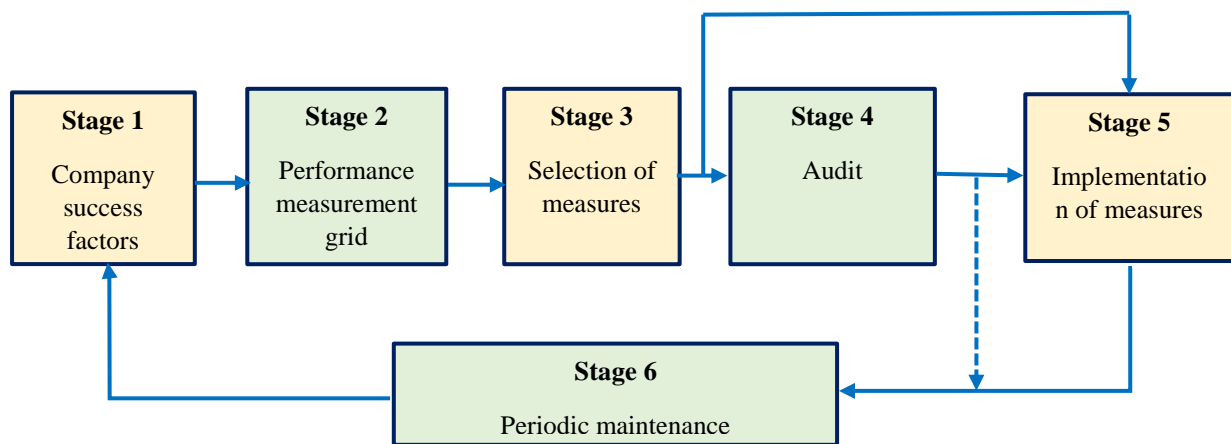 Stage 1
Company
success
factors
Stage 2
Performance
measurement
grid
Stage 3
Selection of
measures
Stage 4
Audit
Stage 5
Implementatio
n of measures
Stage 6
Periodic maintenance